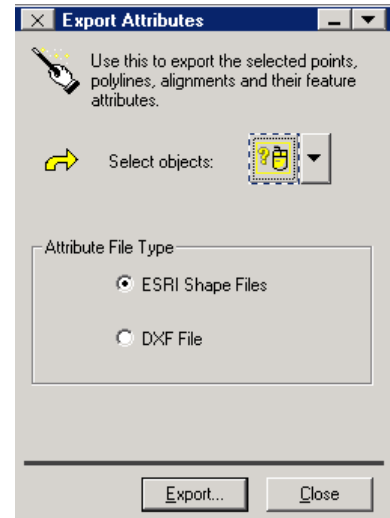 Export Attributes
Use this to export the selected points,
polylines, alignments and their feature
attributes.
Select objects:
?
Attribute File Type
ESRI Shape Files
DXF File
Export...
Close